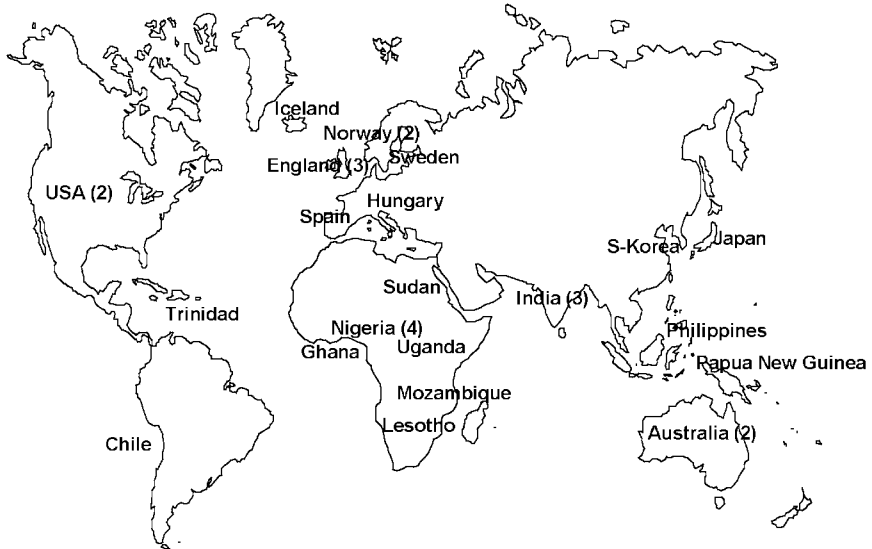 Iceland
Norway (2)
England (3)
Sweden
USA (2)
Hungary
Spain
S-Korea
Japan
Sudan
India (3)
Trinidad
Nigeria (4)
Philippines
Ghana
Uganda
Papua New Guinea
Mozambique
Lesotho
Australia (2)
Chile